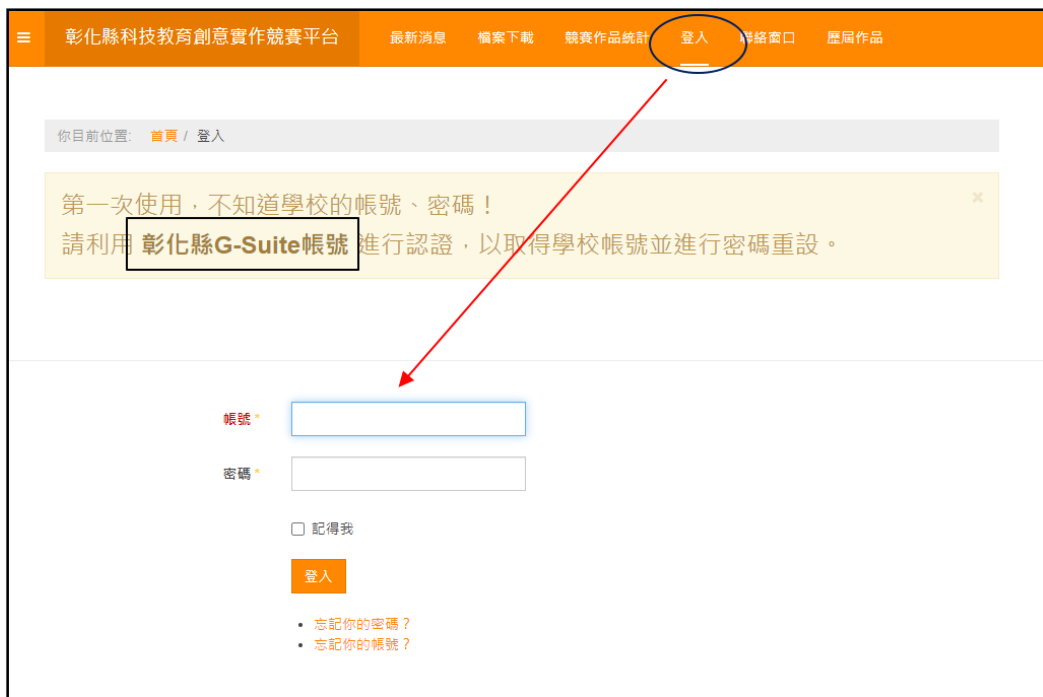 彰化縣科技教育創意實作競賽平台 最新消息 檔案下載 競賽作品統計 登入 聯絡窗口 歷屆作品
你目前位置: 首頁 / 登入
第一次使用，不知道學校的帳號、密碼！ ×
請利用 彰化縣G-Suite帳號 進行認證，以取得學校帳號並進行密碼重設。
帳號 *
密碼 *
記得我
登入
• 忘記你的密碼？
• 忘記你的帳號？